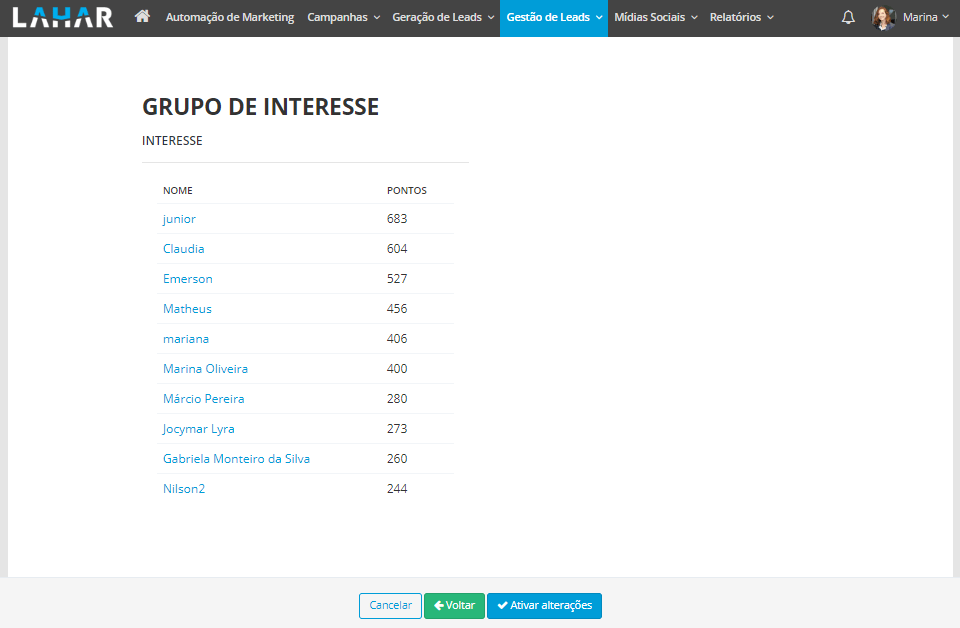 LAHAR Automação de Marketing Campanhas Geração de Leads Gestão de Leads Mídias Sociais Relatórios Marina
GRUPO DE INTERESSE
INTERESSE
NOME PONTOS
junior 683
Claudia 604
Emerson 527
Matheus 456
mariana 406
Marina Oliveira 400
Márcio Pereira 280
Jocymar Lyra 273
Gabriela Monteiro da Silva 260
Nilson2 244
Cancelar Voltar Ativar alterações